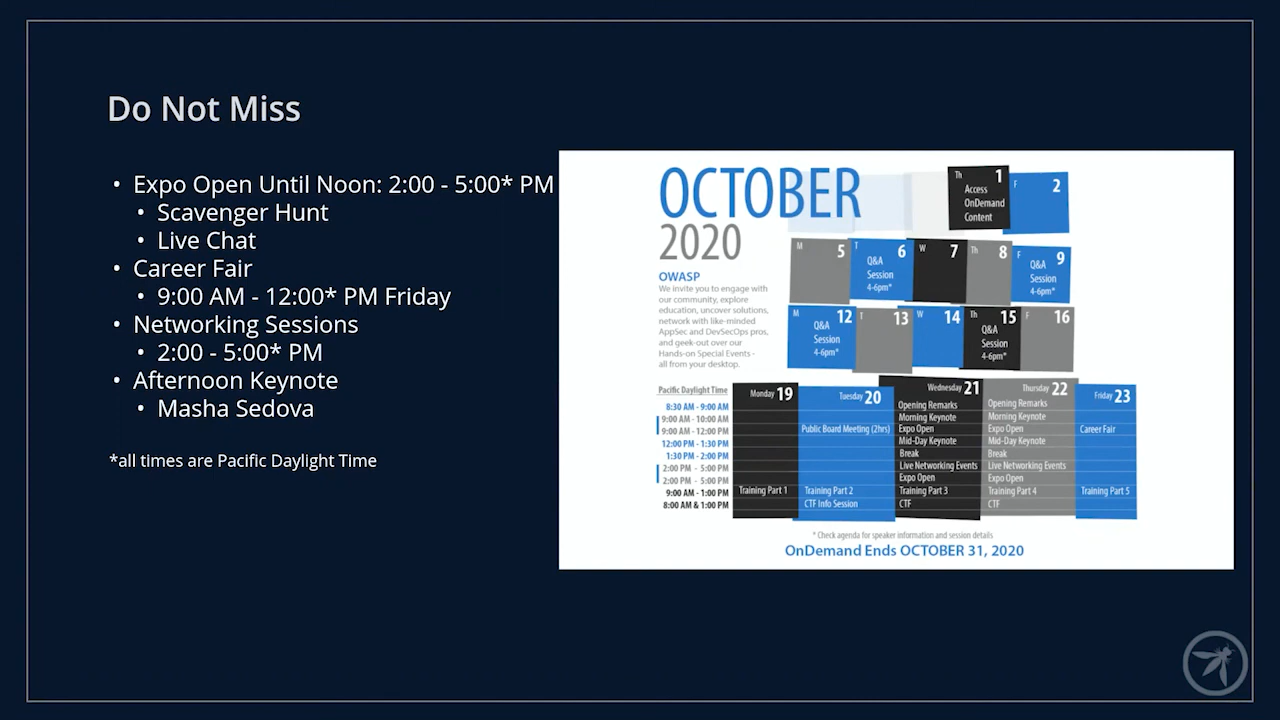 Do Not Miss
• Expo Open Until Noon: 2:00 - 5:00* PM
• Scavenger Hunt
• Live Chat
• Career Fair
• 9:00 AM - 12:00* PM Friday
• Networking Sessions
• 2:00 - 5:00* PM
• Afternoon Keynote
• Masha Sedova
*all times are Pacific Daylight Time
OCTOBER
2020
OWASP
We invite you to engage with
our community, explore
education, uncover solutions,
network with like-minded
AppSec and DevSecOps pros,
and geek-out over our
Hands-on Special Events -
all from your desktop.
Th 1
Access
OnDemand
Content
F 2
M 5
T 6
Q&A
Session
4-6pm*
W 7
Th 8
F 9
Q&A
Session
4-6pm*
M 12
Q&A
Session
4-6pm*
T 13
W 14
Th 15
Q&A
Session
4-6pm*
F 16
Pacific Daylight Time
8:30 AM - 9:00 AM
9:00 AM - 10:00 AM
9:00 AM - 12:00 PM
12:00 PM - 1:30 PM
1:30 PM - 2:00 PM
2:00 PM - 5:00 PM
2:00 PM - 5:00 PM
9:00 AM - 1:00 PM
8:00 AM & 1:00 PM
Monday 19
Training Part 1
Tuesday 20
Public Board Meeting (2hrs)
Training Part 2
CTF Info Session
Wednesday 21
Opening Remarks
Morning Keynote
Expo Open
Mid-Day Keynote
Break
Live Networking Events
Expo Open
Training Part 3
CTF
Thursday 22
Opening Remarks
Morning Keynote
Expo Open
Mid-Day Keynote
Break
Live Networking Events
Expo Open
Training Part 4
CTF
Friday 23
Career Fair
Training Part 5
* Check agenda for speaker information and session details
OnDemand Ends OCTOBER 31, 2020